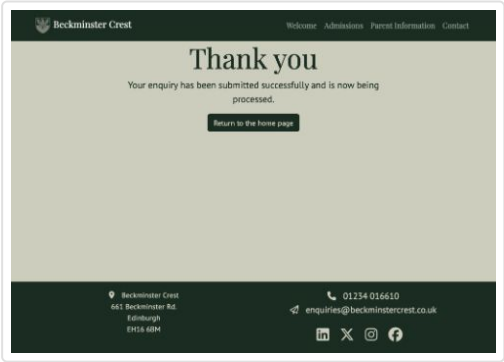 Beckminster Crest
Welcome Admissions Parent Information Contact
Thank you
Your enquiry has been submitted successfully and is now being
processed.
Return to the home page
Beckminster Crest
661 Beckminster Rd.
Edinburgh
EH16 6BM
01234 016610
enquiries@beckminstercrest.co.uk